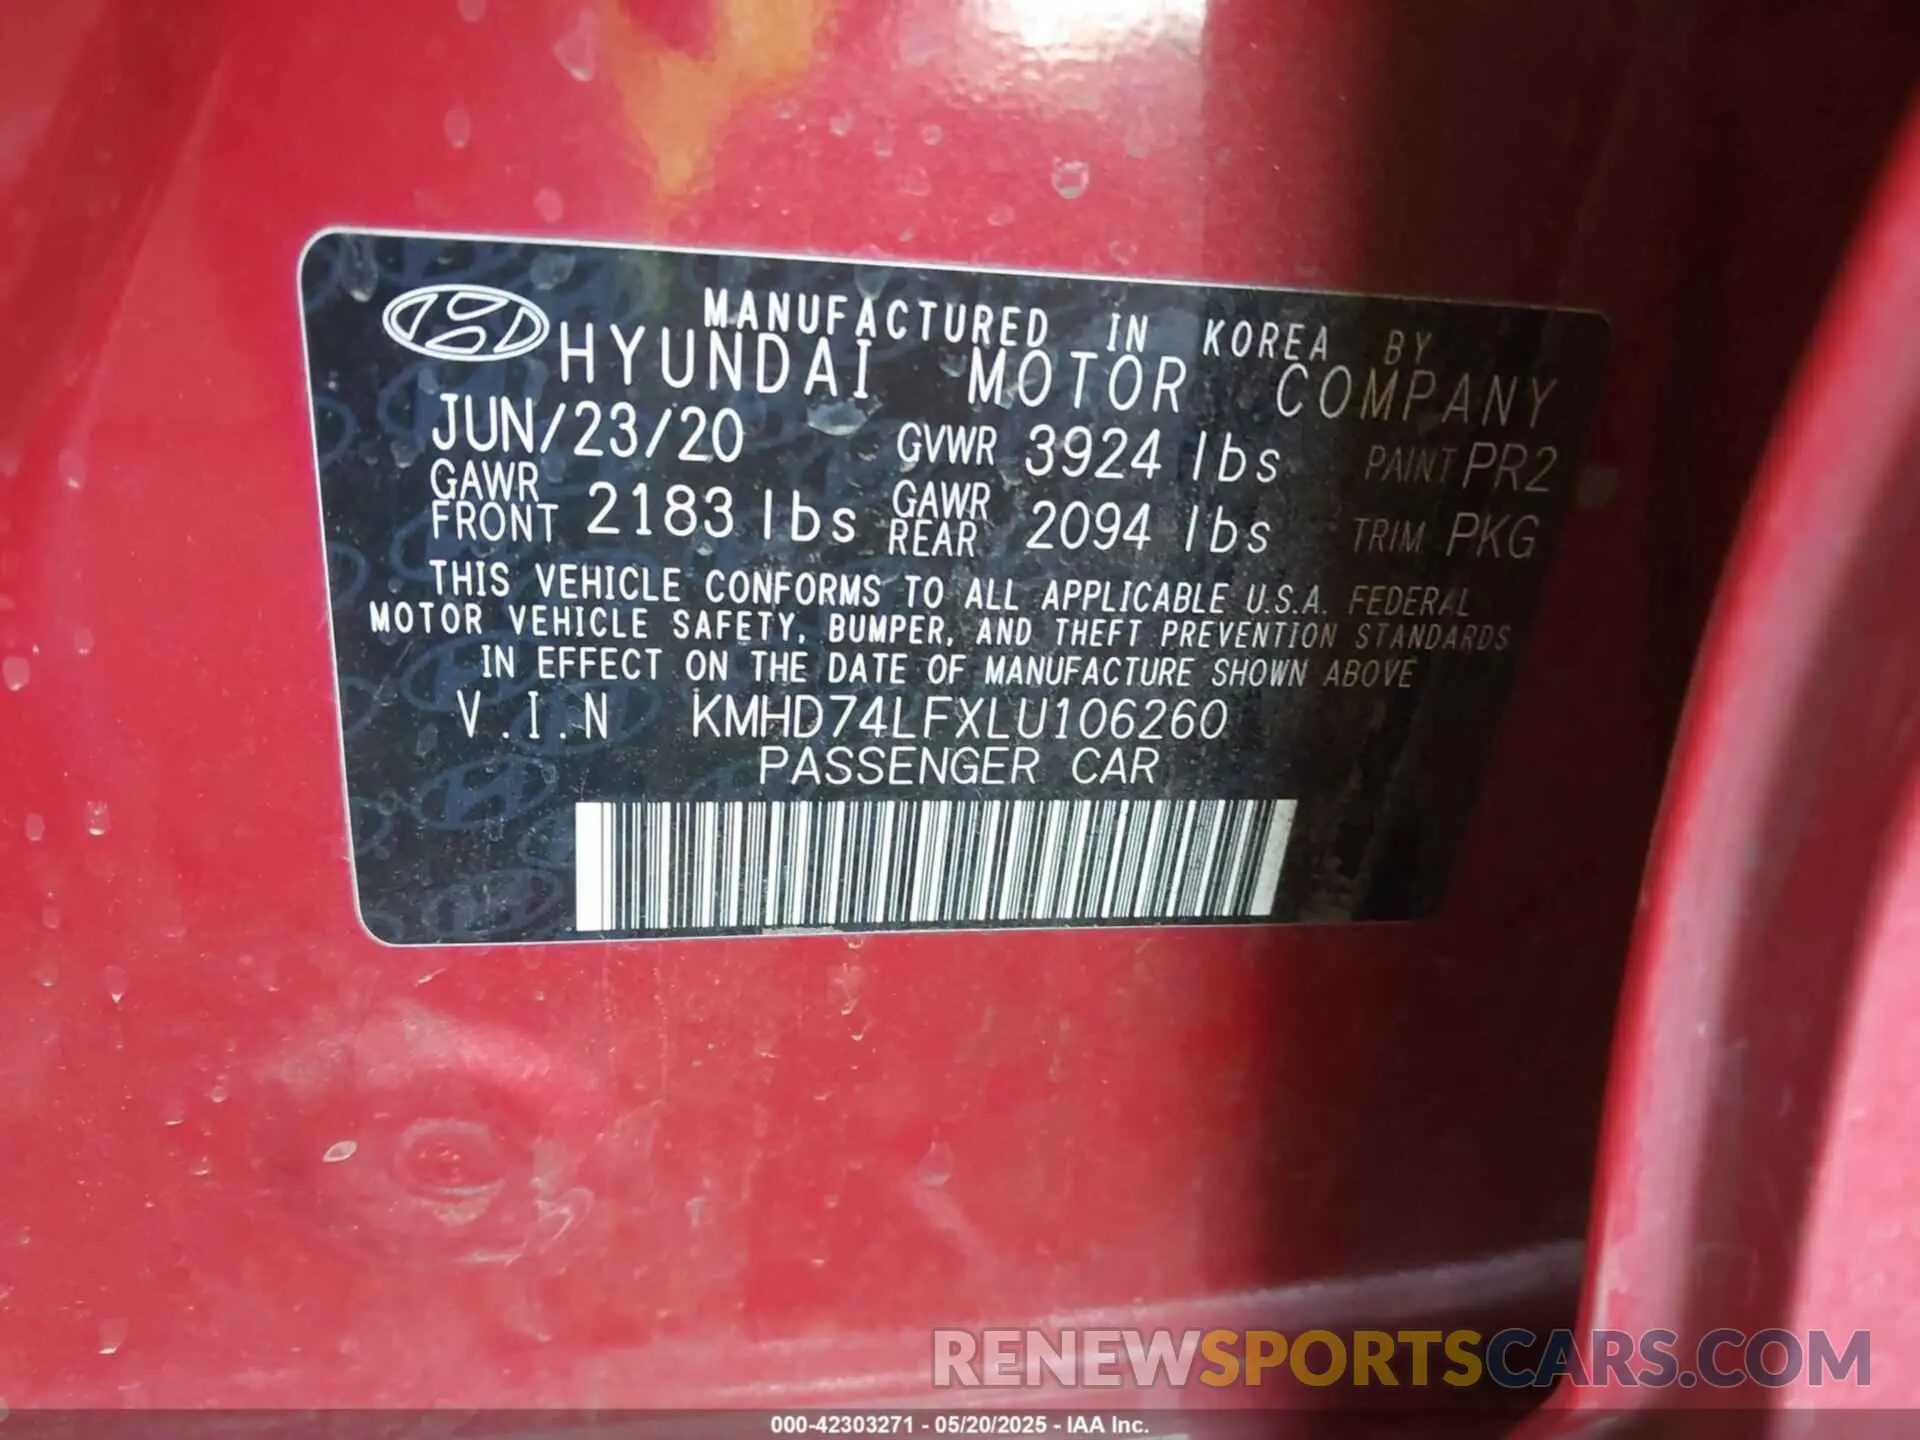 MANUFACTURED IN KOREA BY
HYUNDAI MOTOR COMPANY
JUN/23/20 GVWR 3924 lbs PAINT PR2
GAWR FRONT 2183 lbs GAWR REAR 2094 lbs TRIM PKG
THIS VEHICLE CONFORMS TO ALL APPLICABLE U.S.A. FEDERAL
MOTOR VEHICLE SAFETY, BUMPER, AND THEFT PREVENTION STANDARDS
IN EFFECT ON THE DATE OF MANUFACTURE SHOWN ABOVE
V.I.N KMHD74LFXLU106260
PASSENGER CAR
RENEWSPORTSCARS.COM
000-42303271 - 05/20/2025 - IAA Inc.